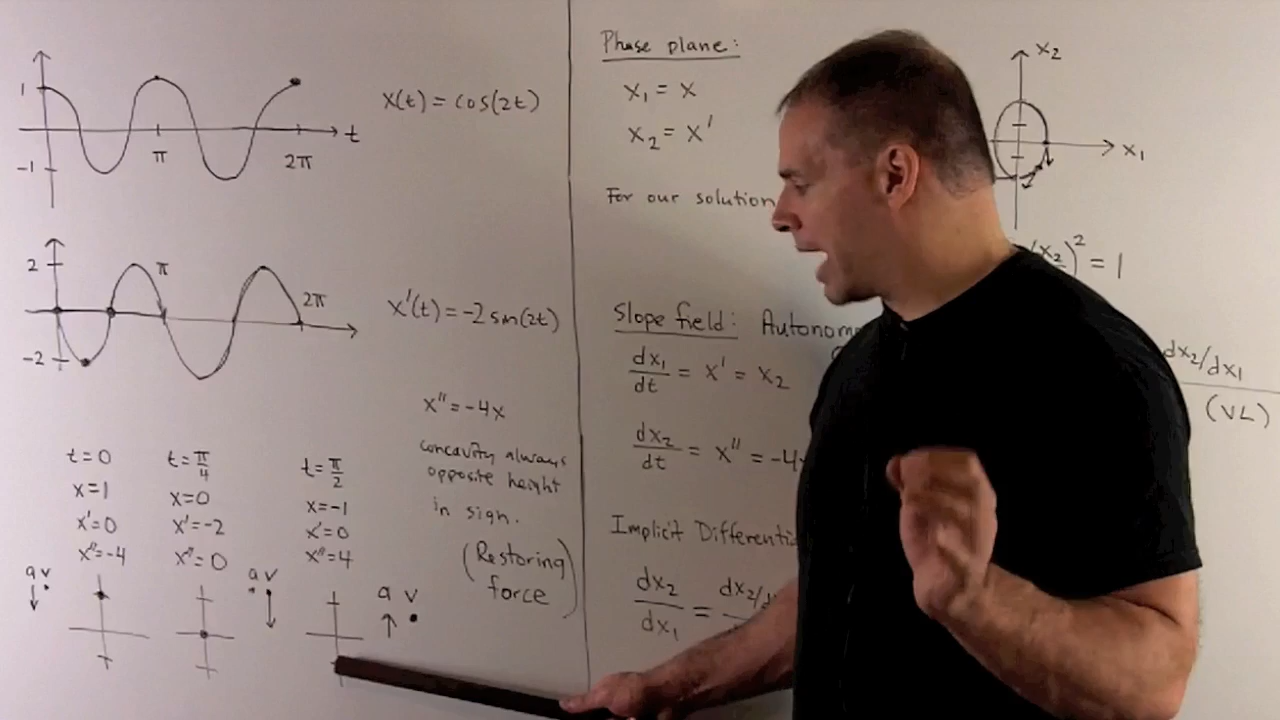 1
-1
π
2π
t
x(t) = cos(2t)
2
-2
π
2π
x'(t) = -2 sin(2t)
x'' = -4x
concavity always
opposite height
in sign.
(Restoring
force)
t=0
x=1
x'=0
x''=-4
t=π/4
x=0
x'=-2
x''=0
t=π/2
x=-1
x'=0
x''=4
a v
a v
a v
Phase plane:
x₁ = x
x₂ = x'
For our solution
x₂
x₁
)² = 1
Slope field:
dx₁/dt = x' = x₂
dx₂/dt = x'' = -4
Implicit
dx₂/dx₁ =
dx₂/dx₁
(VL)